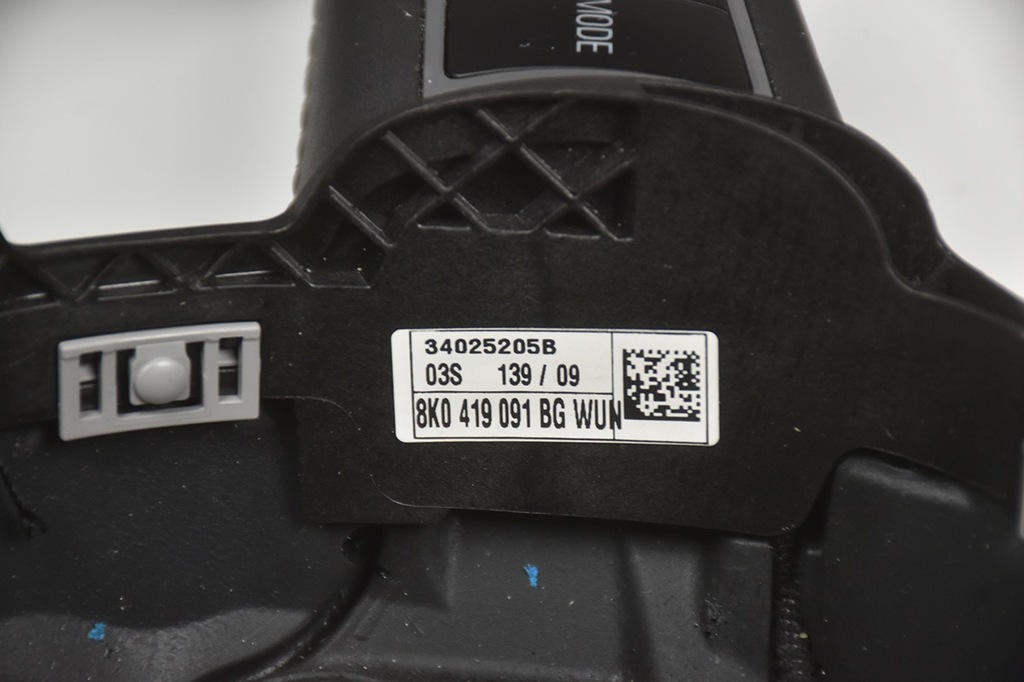 MODE
34025205B
03S 139 / 09
8K0 419 091 BG WUN